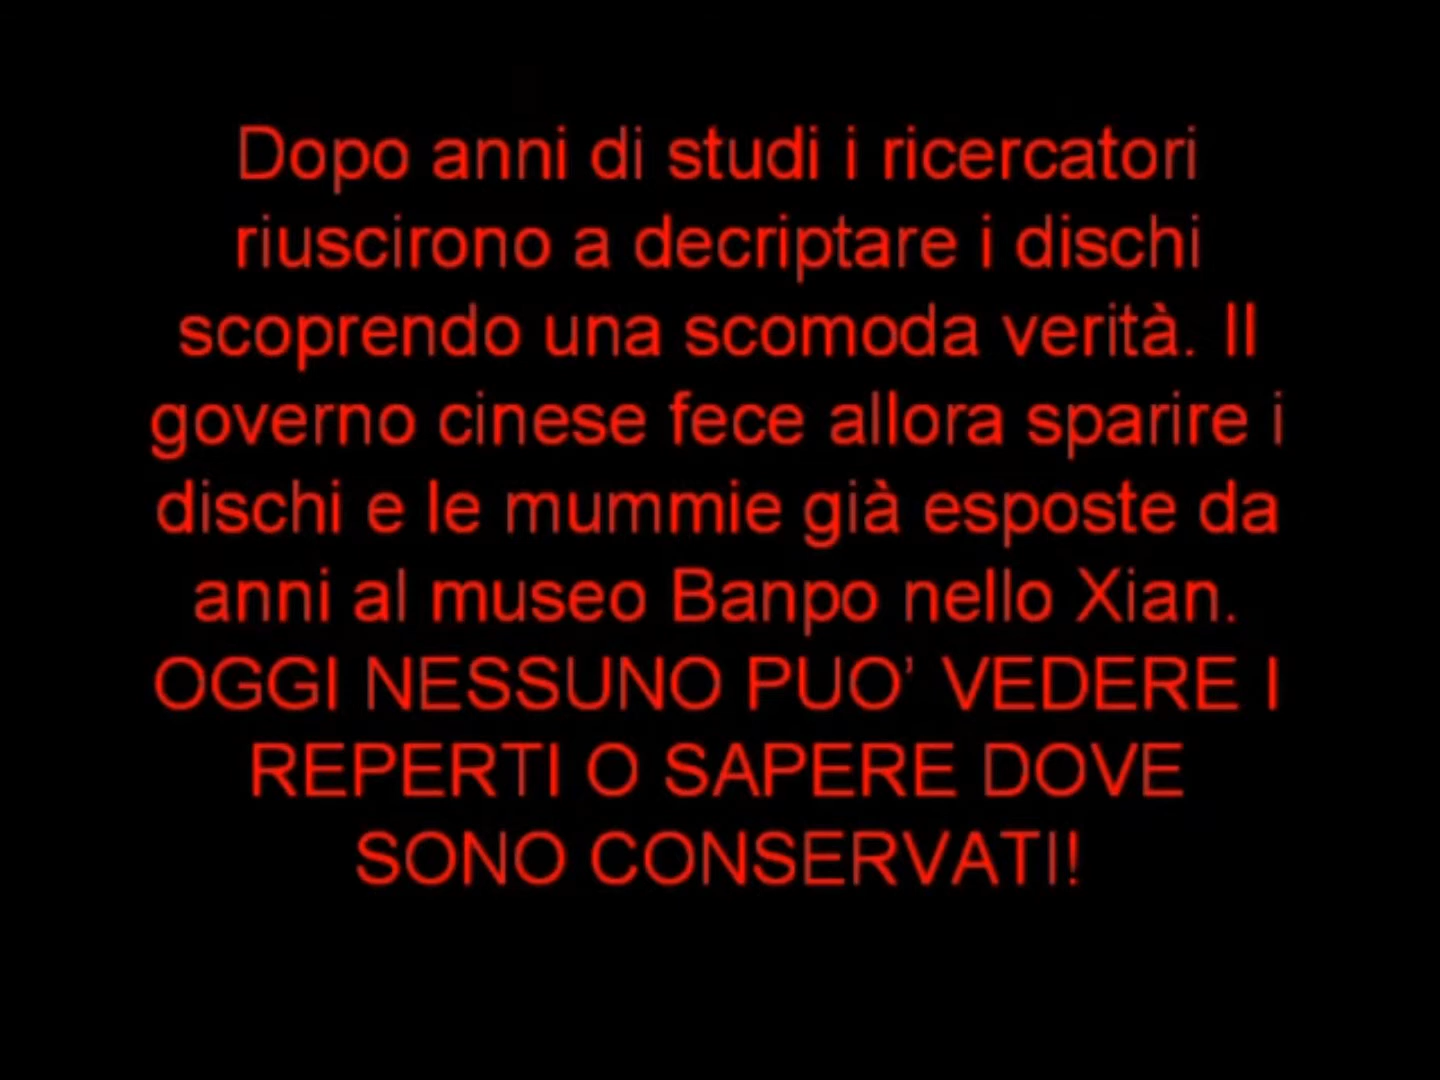 Dopo anni di studi i ricercatori
riuscirono a decriptare i dischi
scoprendo una scomoda verità. Il
governo cinese fece allora sparire i
dischi e le mummie già esposte da
anni al museo Banpo nello Xian.
OGGI NESSUNO PUO’ VEDERE I
REPERTI O SAPERE DOVE
SONO CONSERVATI!